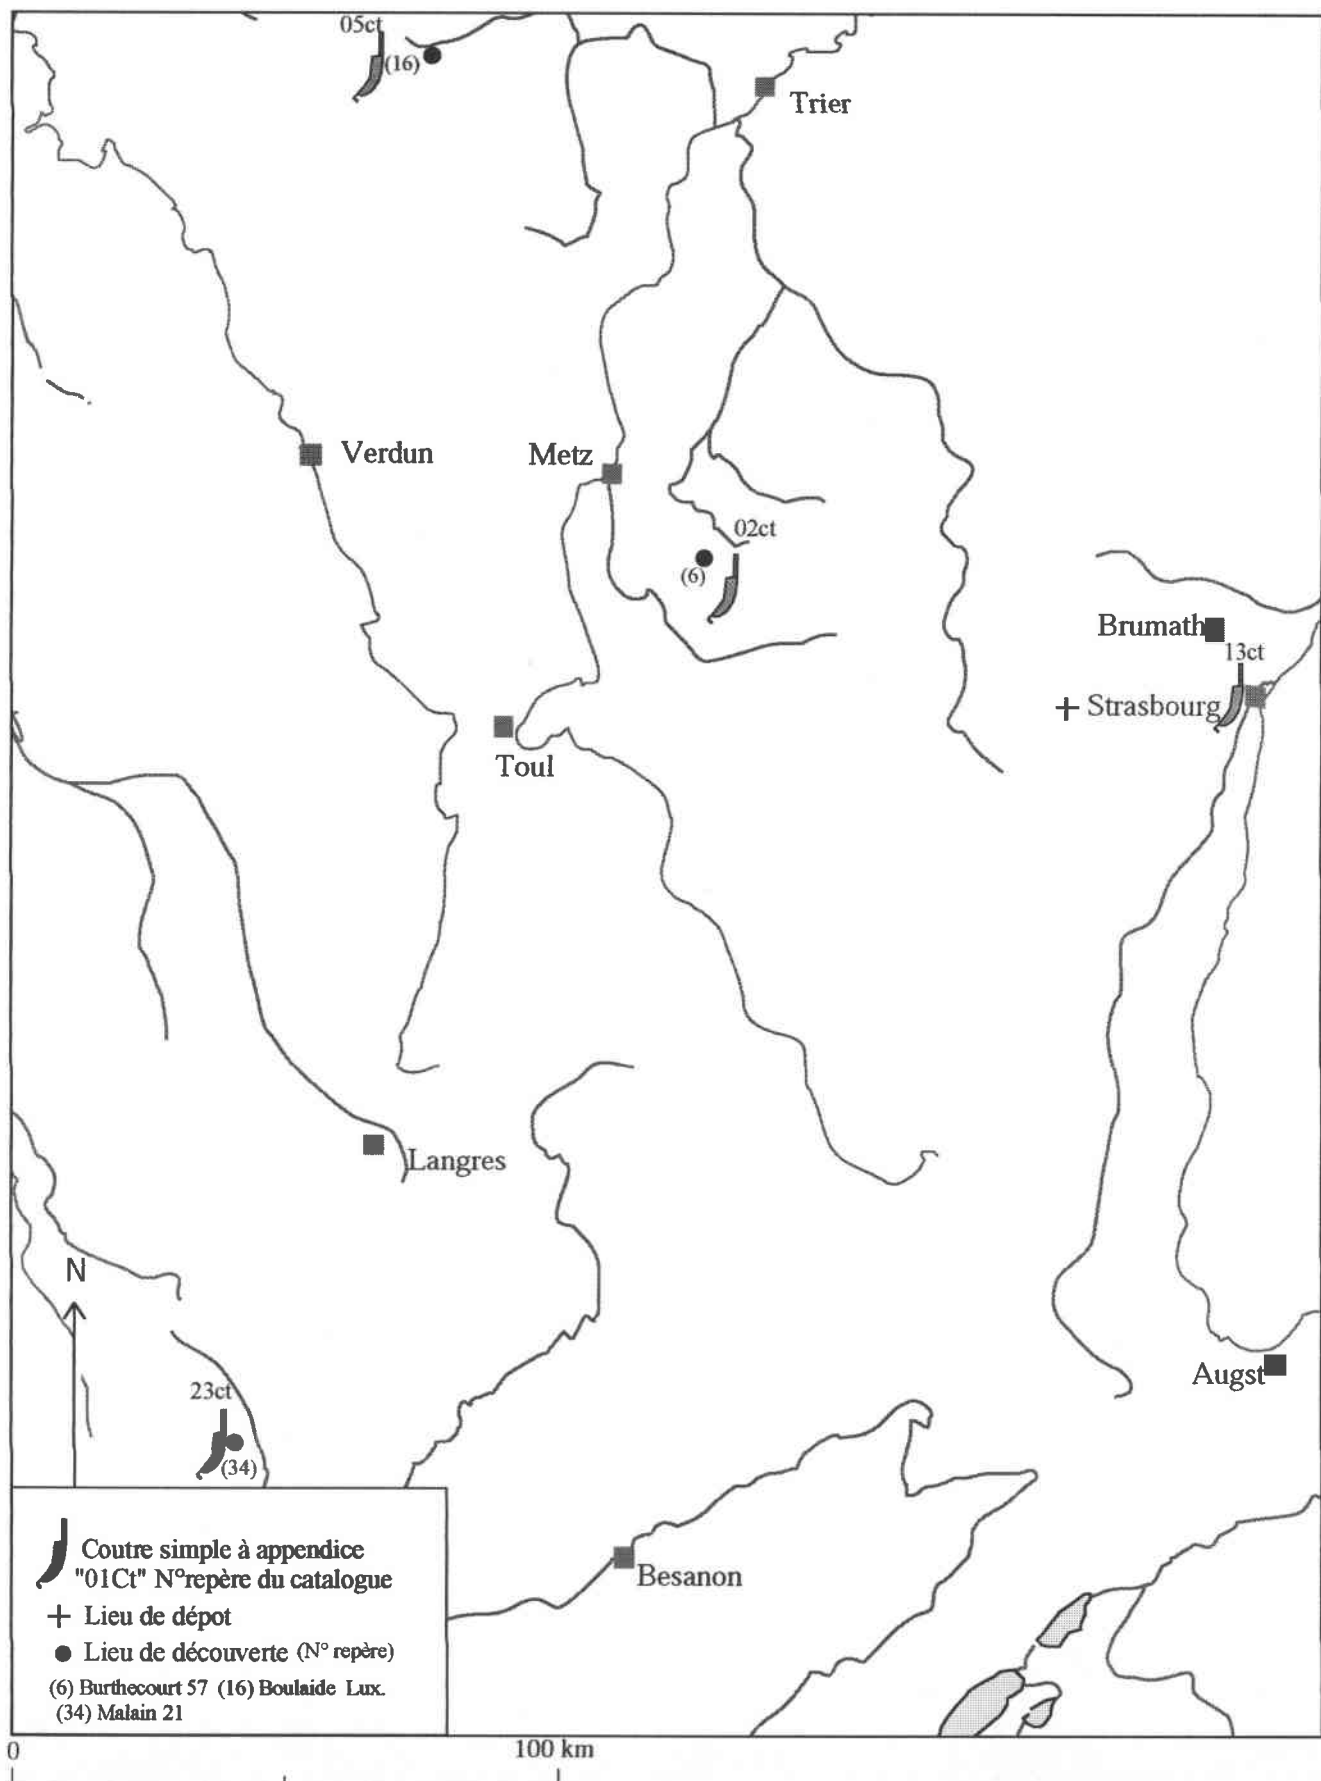 05ct
(16)
Trier
Verdun
Metz
02ct
(6)
Brumath
13ct
Strasbourg
Toul
Langres
N
Augst
23ct
(34)
Besanon
Coutre simple à appendice
"01Ct" N°repère du catalogue
Lieu de dépot
Lieu de découverte (N° repère)
(6) Burthecourt 57 (16) Boulaide Lux.
(34) Malain 21
0 100 km